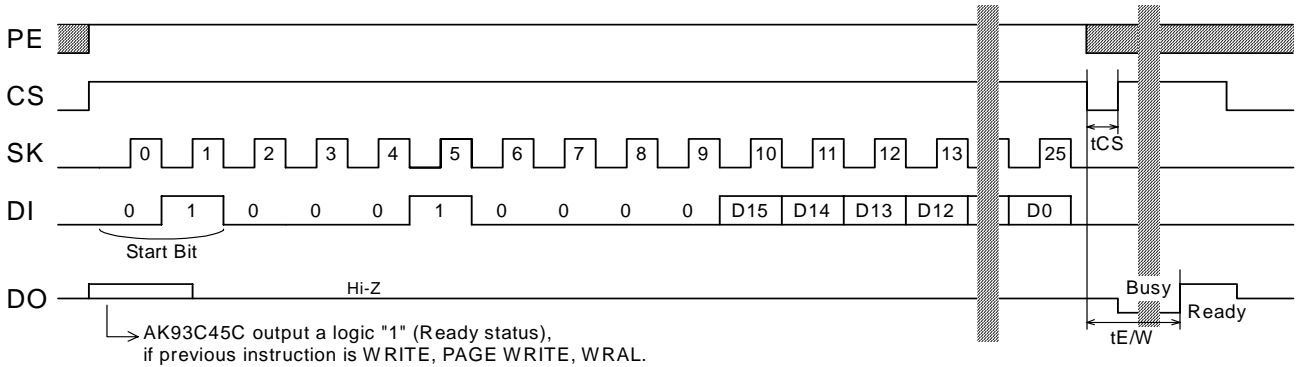 PE
CS
tCS
SK 0 1 2 3 4 5 6 7 8 9 10 11 12 13 25
DI 0 1 0 0 0 1 0 0 0 0 D15 D14 D13 D12 D0
Start Bit
DO Hi-Z Busy Ready
tE/W
AK93C45C output a logic "1" (Ready status),
if previous instruction is WRITE, PAGE WRITE, WRAL.